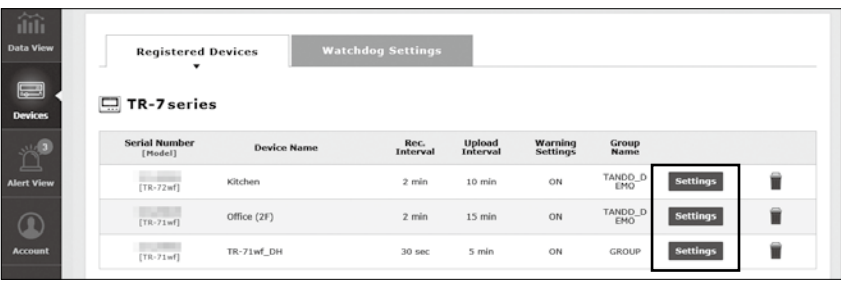 Data View
Devices
3
Alert View
Account
Registered Devices
Watchdog Settings
TR-7series
Serial Number
[Model]
Device Name
Rec.
Interval
Upload
Interval
Warning
Settings
Group
Name
[TR-72wf]
Kitchen
2 min
10 min
ON
TANDD_D
EMO
Settings
[TR-71wf]
Office (2F)
2 min
15 min
ON
TANDD_D
EMO
Settings
[TR-71wf]
TR-71wf_DH
30 sec
5 min
ON
GROUP
Settings